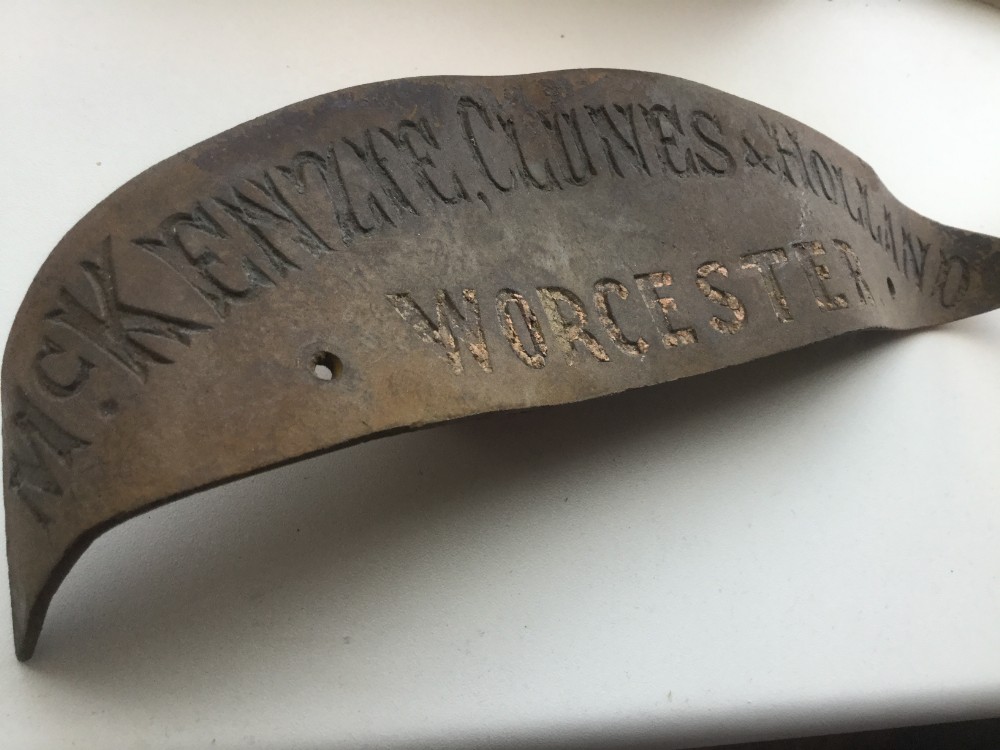 McKENZIE, CLUNES & HOLLAND
WORCESTER.